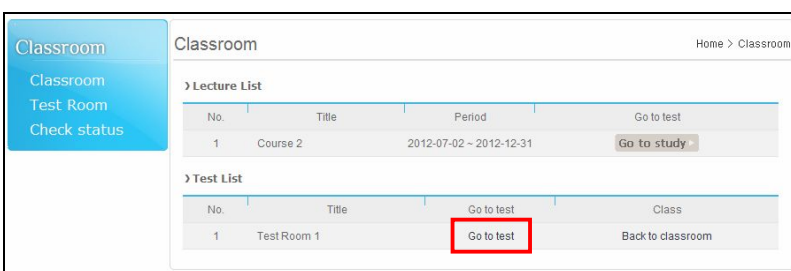 Classroom
Classroom
Test Room
Check status
Classroom
Home > Classroom
Lecture List
No. Title Period Go to test
1 Course 2 2012-07-02 ~ 2012-12-31 Go to study
Test List
No. Title Go to test Class
1 Test Room 1 Go to test Back to classroom